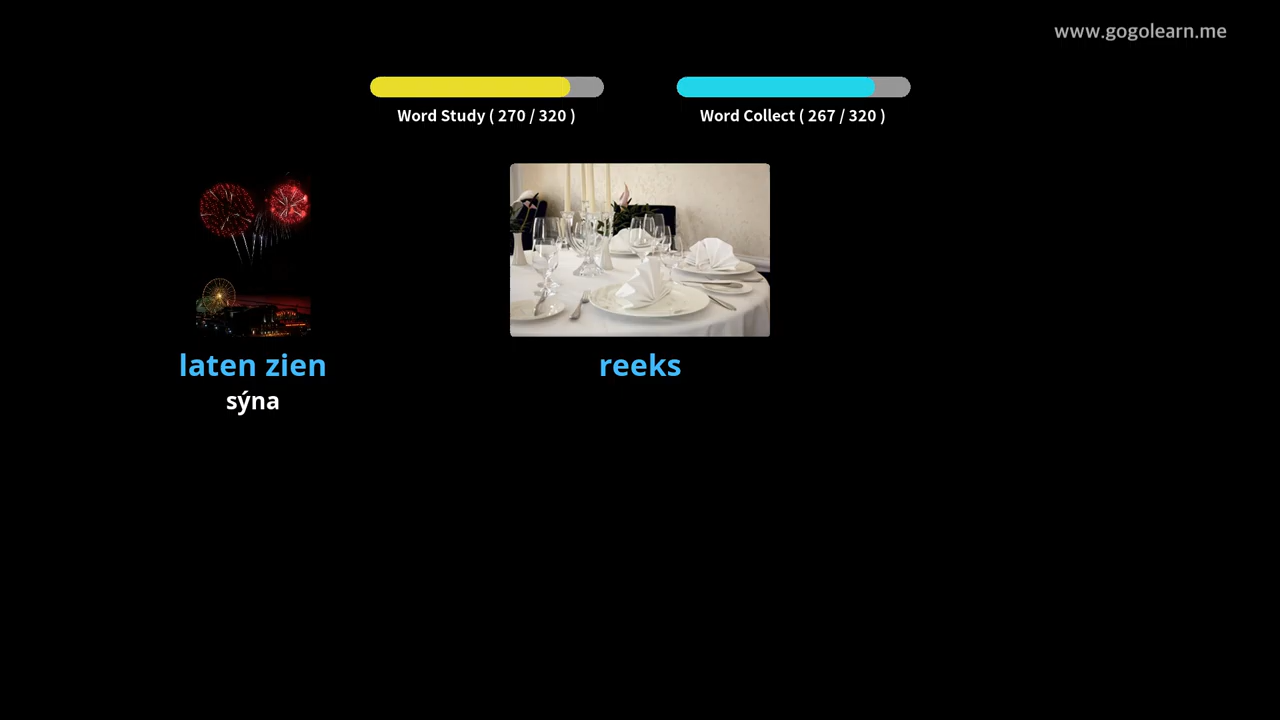 www.gogolearn.me
Word Study ( 270 / 320 )
Word Collect ( 267 / 320 )
laten zien
sýna
reeks